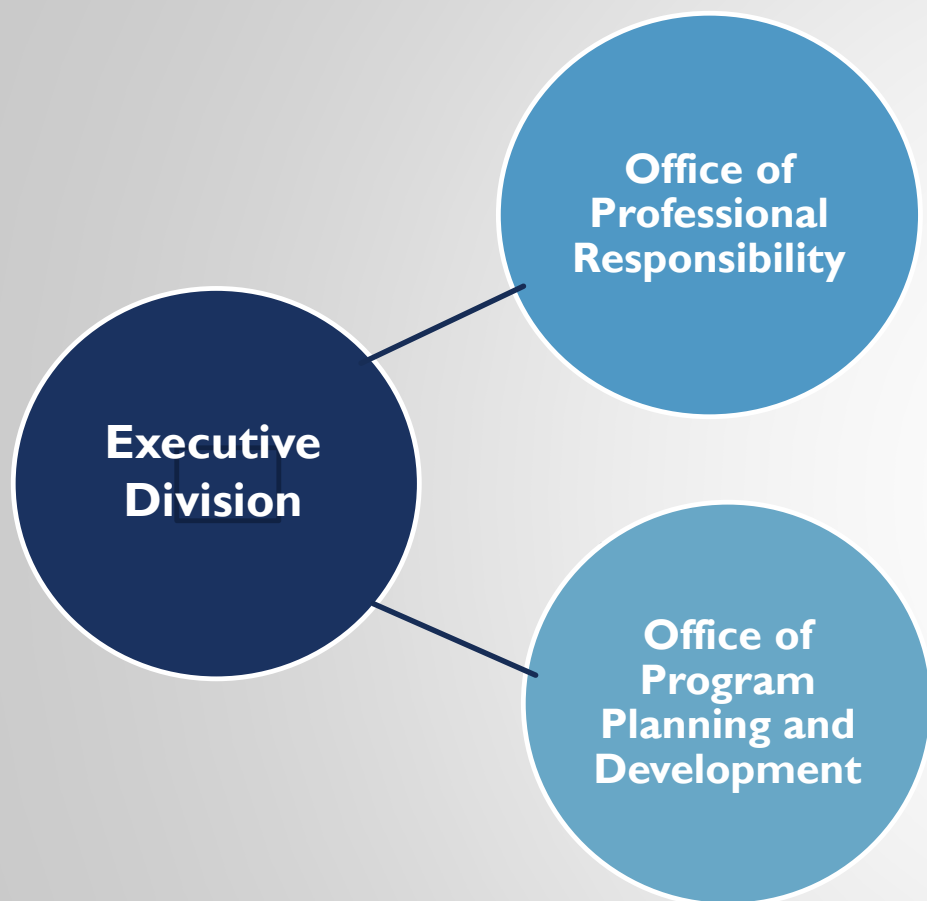 Office of
Professional
Responsibility
Executive
Division
Office of
Program
Planning and
Development